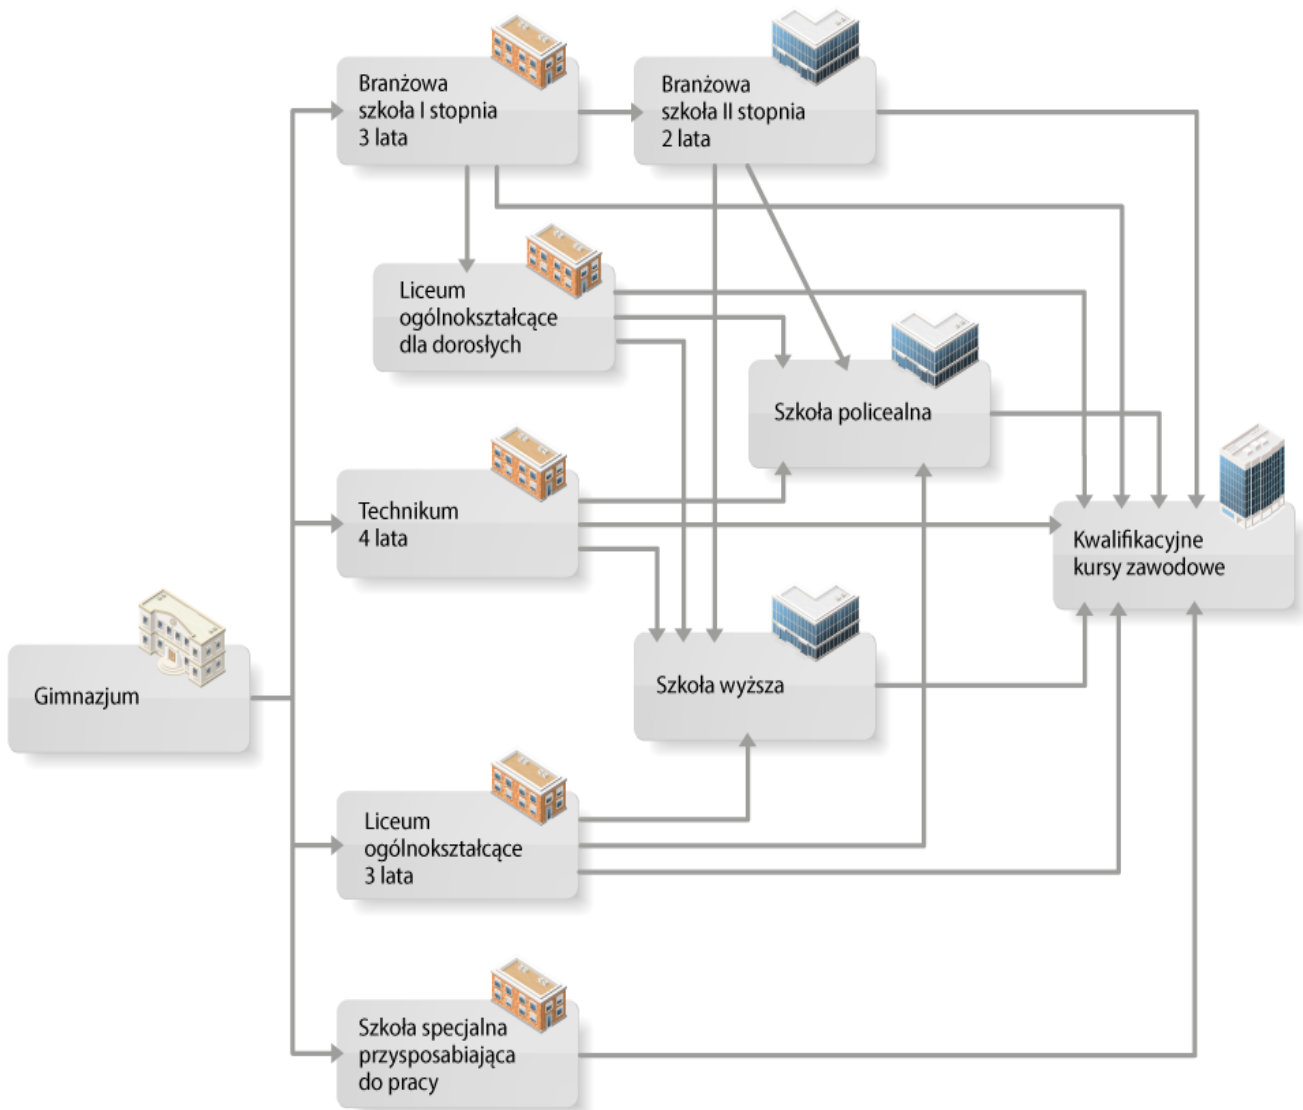 Branżowa
szkoła I stopnia
3 lata
Branżowa
szkoła II stopnia
2 lata
Liceum
ogólnokształcące
dla dorosłych
Szkoła policealna
Technikum
4 lata
Kwalifikacyjne
kursy zawodowe
Gimnazjum
Szkoła wyższa
Liceum
ogólnokształcące
3 lata
Szkoła specjalna
przysposabiająca
do pracy